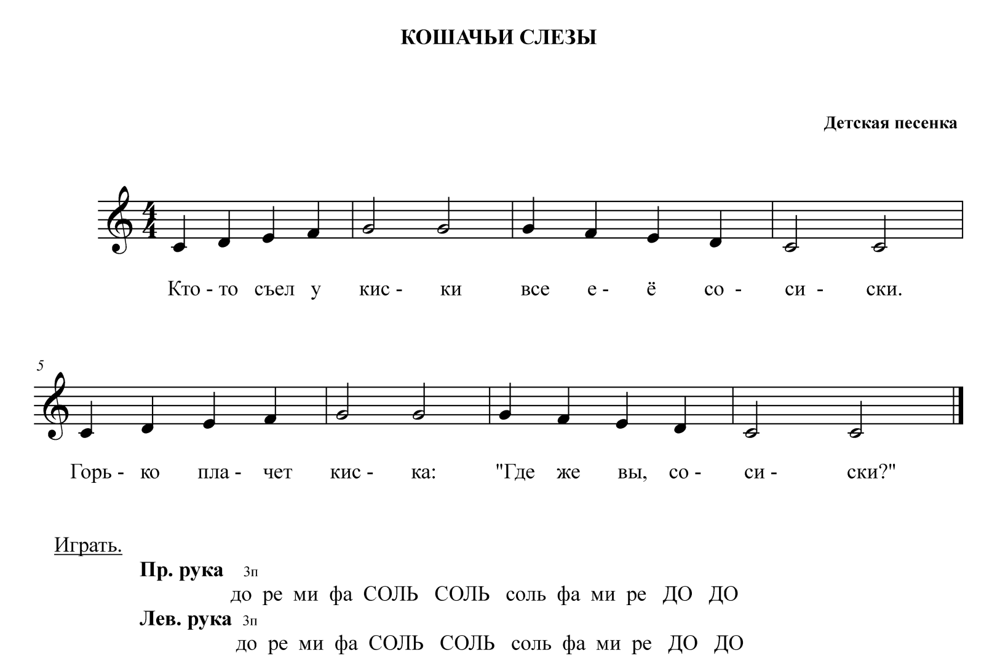 КОШАЧЬИ СЛЕЗЫ
Детская песенка
4
4
Кто - то съел у кис - ки все е - ё со - си - ски.
5
Горь - ко пла - чет кис - ка: "Где же вы, со - си - ски?"
Играть.
Пр. рука 3п
до ре ми фа СОЛЬ СОЛЬ соль фа ми ре ДО ДО
Лев. рука 3п
до ре ми фа СОЛЬ СОЛЬ соль фа ми ре ДО ДО